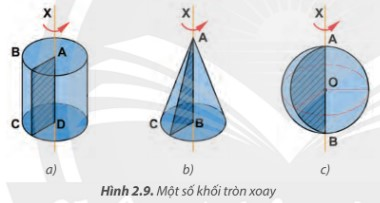 X X X
B A A A
C D C B O
B
a) b) c)
Hình 2.9. Một số khối tròn xoay